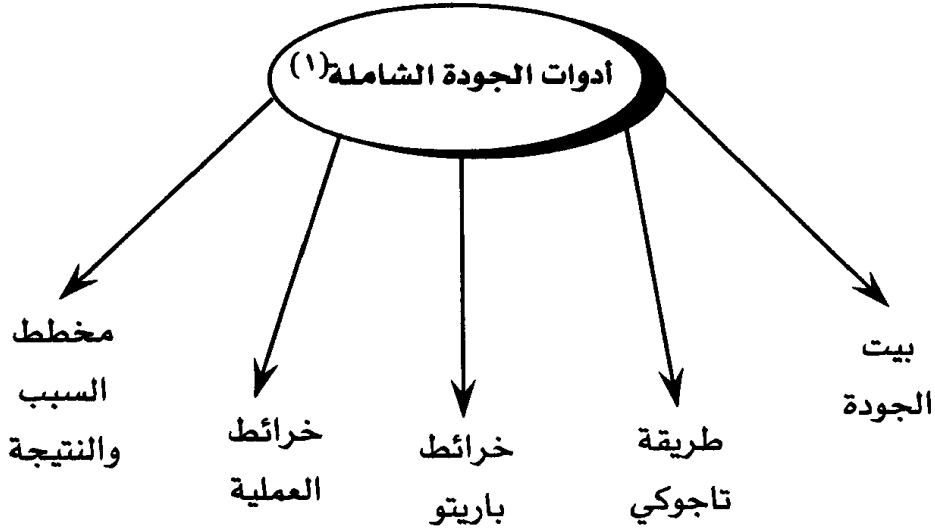 أدوات الجودة الشاملة(١)
بيت
الجودة
طريقة
تاجوكي
خرائط
باريتو
خرائط
العملية
مخطط
السبب
والنتيجة